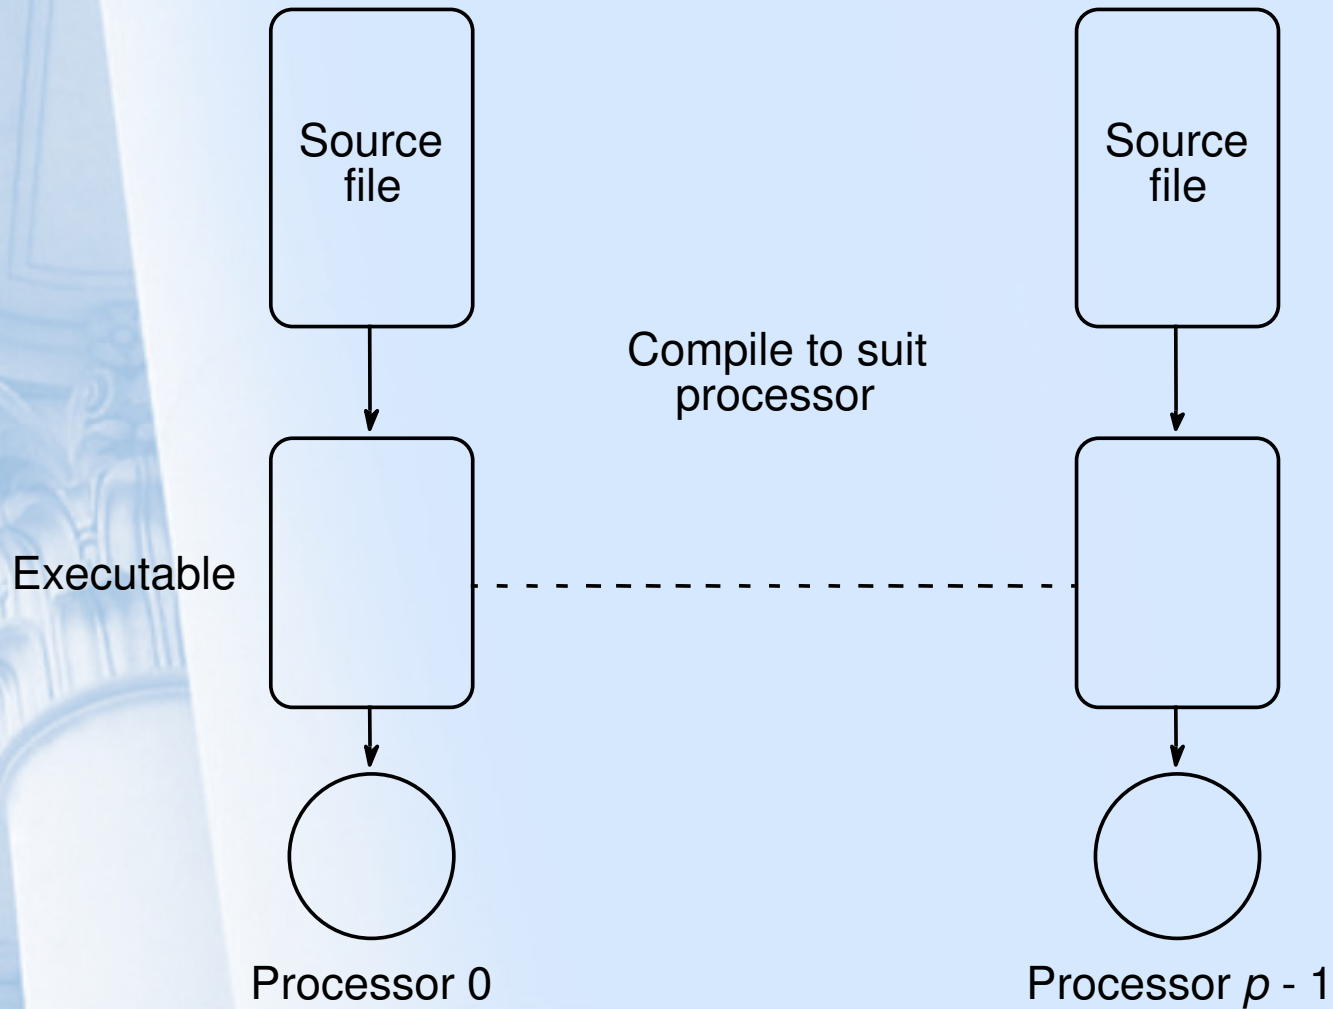 Source
file
Source
file
Compile to suit
processor
Executable
Processor 0
Processor p - 1